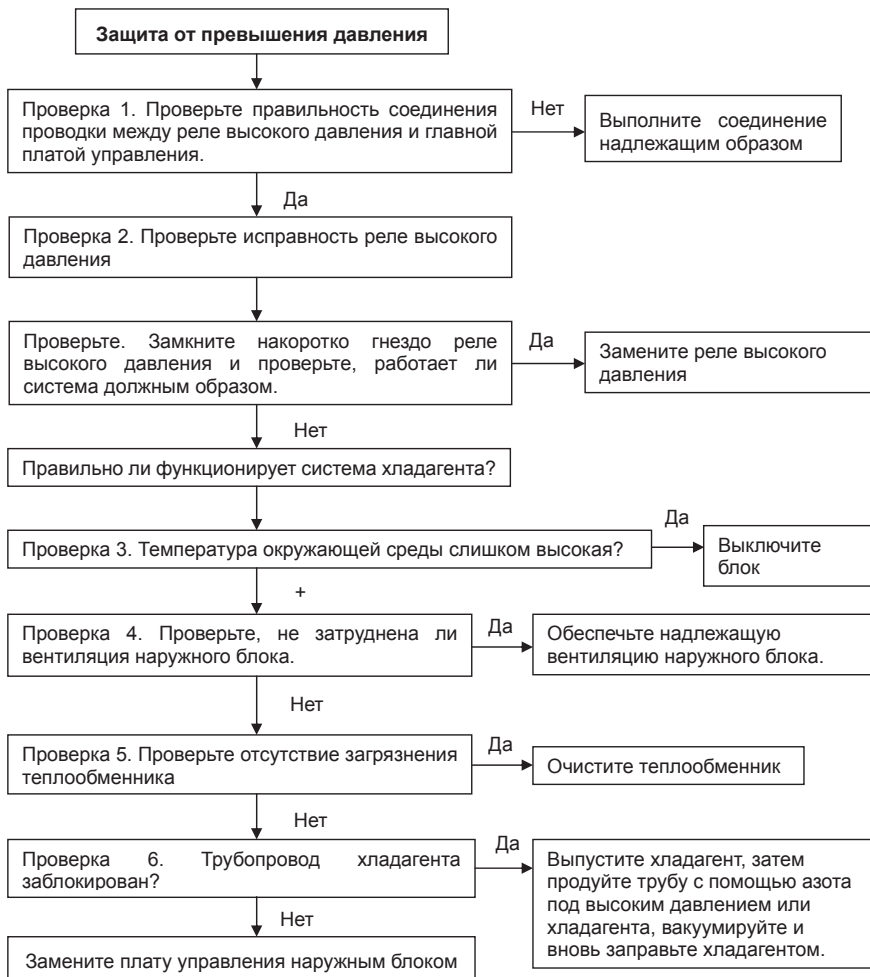 Защита от превышения давления
Проверка 1. Проверьте правильность соединения
проводки между реле высокого давления и главной
платой управления.
Нет
Выполните соединение
надлежащим образом
Да
Проверка 2. Проверьте исправность реле высокого
давления
Проверьте. Замкните накоротко гнездо реле
высокого давления и проверьте, работает ли
система должным образом.
Да
Замените реле высокого
давления
Нет
Правильно ли функционирует система хладагента?
Проверка 3. Температура окружающей среды слишком высокая?
Да
Выключите
блок
+
Проверка 4. Проверьте, не затруднена ли
вентиляция наружного блока.
Да
Обеспечьте надлежащую
вентиляцию наружного блока.
Нет
Проверка 5. Проверьте отсутствие загрязнения
теплообменника
Да
Очистите теплообменник
Нет
Проверка 6. Трубопровод хладагента
заблокирован?
Да
Выпустите хладагент, затем
продуйте трубу с помощью азота
под высоким давлением или
хладагента, вакуумируйте и
вновь заправьте хладагентом.
Нет
Замените плату управления наружным блоком